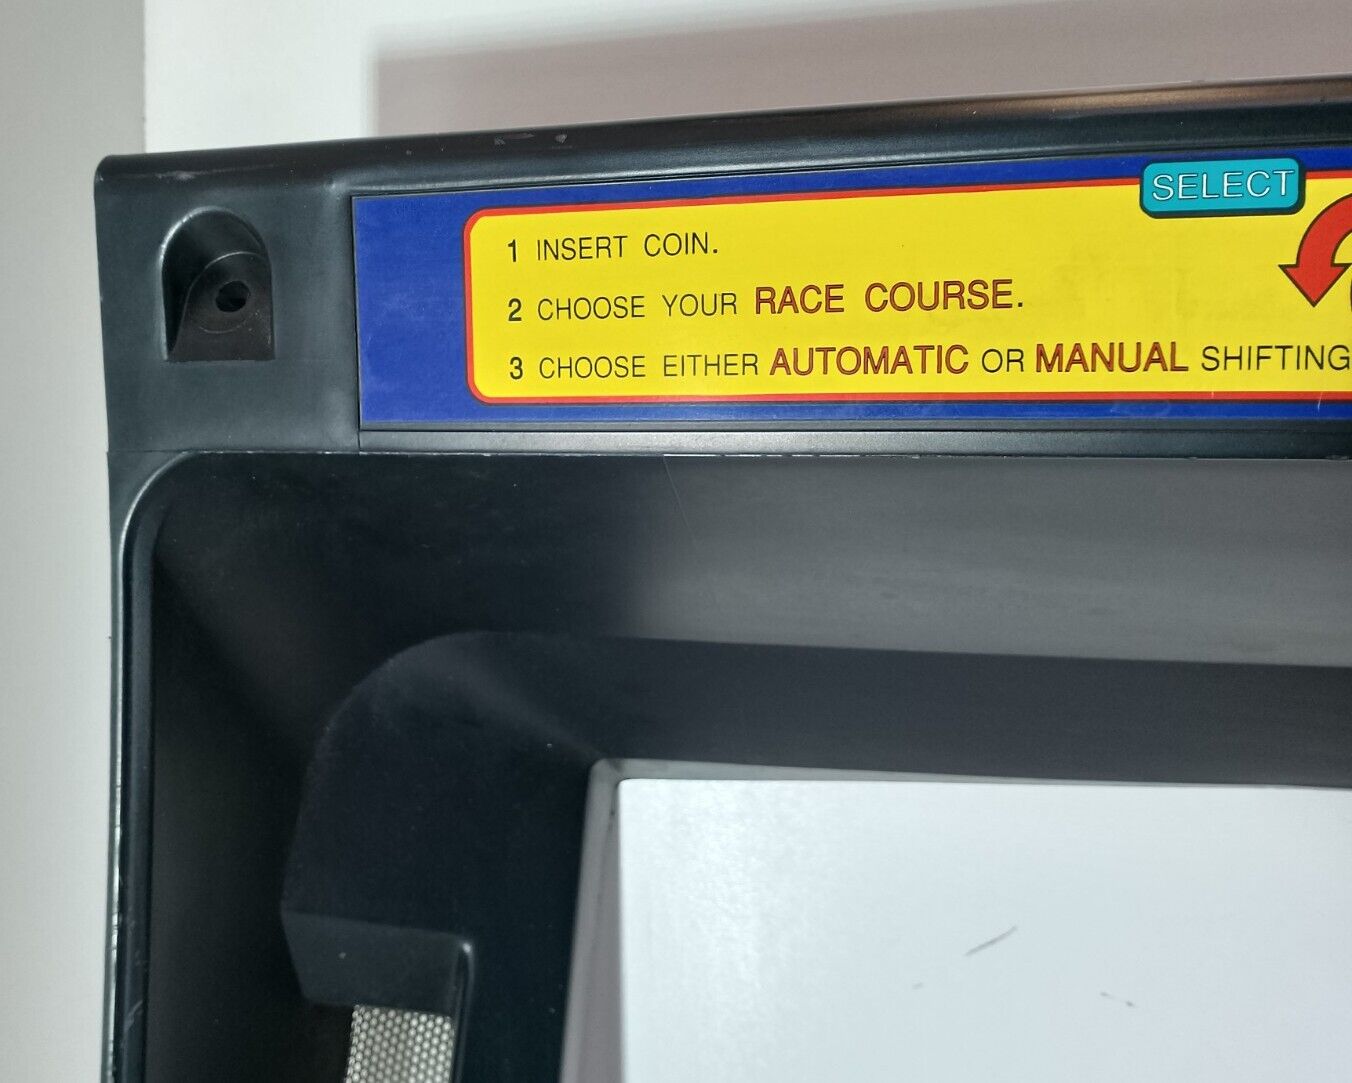 SELECT
1 INSERT COIN.
2 CHOOSE YOUR RACE COURSE.
3 CHOOSE EITHER AUTOMATIC OR MANUAL SHIFTING